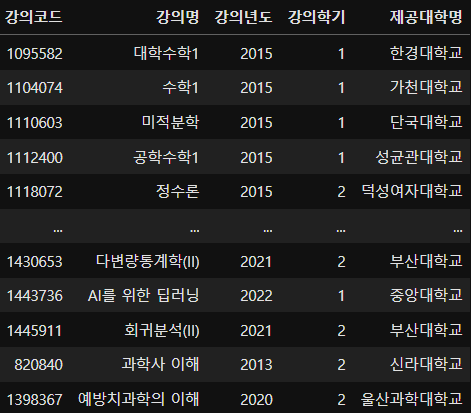 강의코드 강의명 강의년도 강의학기 제공대학명
1095582 대학수학1 2015 1 한경대학교
1104074 수학1 2015 1 가천대학교
1110603 미적분학 2015 1 단국대학교
1112400 공학수학1 2015 1 성균관대학교
1118072 정수론 2015 2 덕성여자대학교
... ... ... ... ...
1430653 다변량통계학(II) 2021 2 부산대학교
1443736 AI를 위한 딥러닝 2022 1 중앙대학교
1445911 회귀분석(II) 2021 2 부산대학교
820840 과학사 이해 2013 2 신라대학교
1398367 예방치과학의 이해 2020 2 울산과학대학교